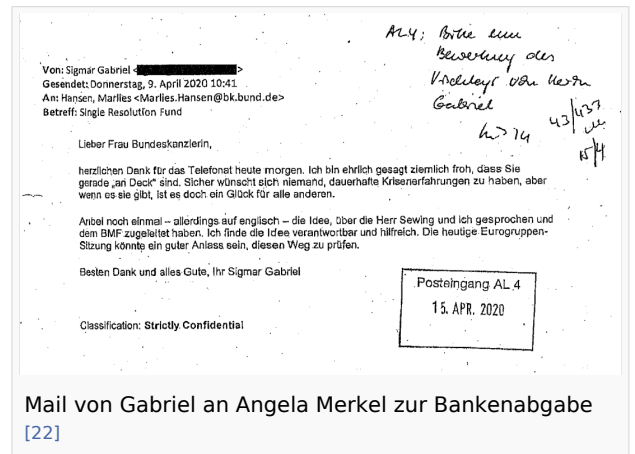 AL4: Bitte um
Bewertung des
Vorschlags von Herrn
Gabriel
43/433
15/4
Von: Sigmar Gabriel < >
Gesendet: Donnerstag, 9. April 2020 10:41
An: Hansen, Marlies <Marlies.Hansen@bk.bund.de>
Betreff: Single Resolution Fund
Lieber Frau Bundeskanzlerin,
herzlichen Dank für das Telefonat heute morgen. Ich bin ehrlich gesagt ziemlich froh, dass Sie
gerade „an Deck“ sind. Sicher wünscht sich niemand, dauerhafte Krisenerfahrungen zu haben, aber
wenn es sie gibt, ist es doch ein Glück für alle anderen.
Anbei noch einmal – allerdings auf englisch – die Idee, über die Herr Sewing und ich gesprochen und
dem BMF zugeleitet haben. Ich finde die Idee verantwortbar und hilfreich. Die heutige Eurogruppen-
Sitzung könnte ein guter Anlass sein, diesen Weg zu prüfen.
Besten Dank und alles Gute, Ihr Sigmar Gabriel
Posteingang AL 4
15. APR. 2020
Classification: Strictly Confidential
Mail von Gabriel an Angela Merkel zur Bankenabgabe
[22]